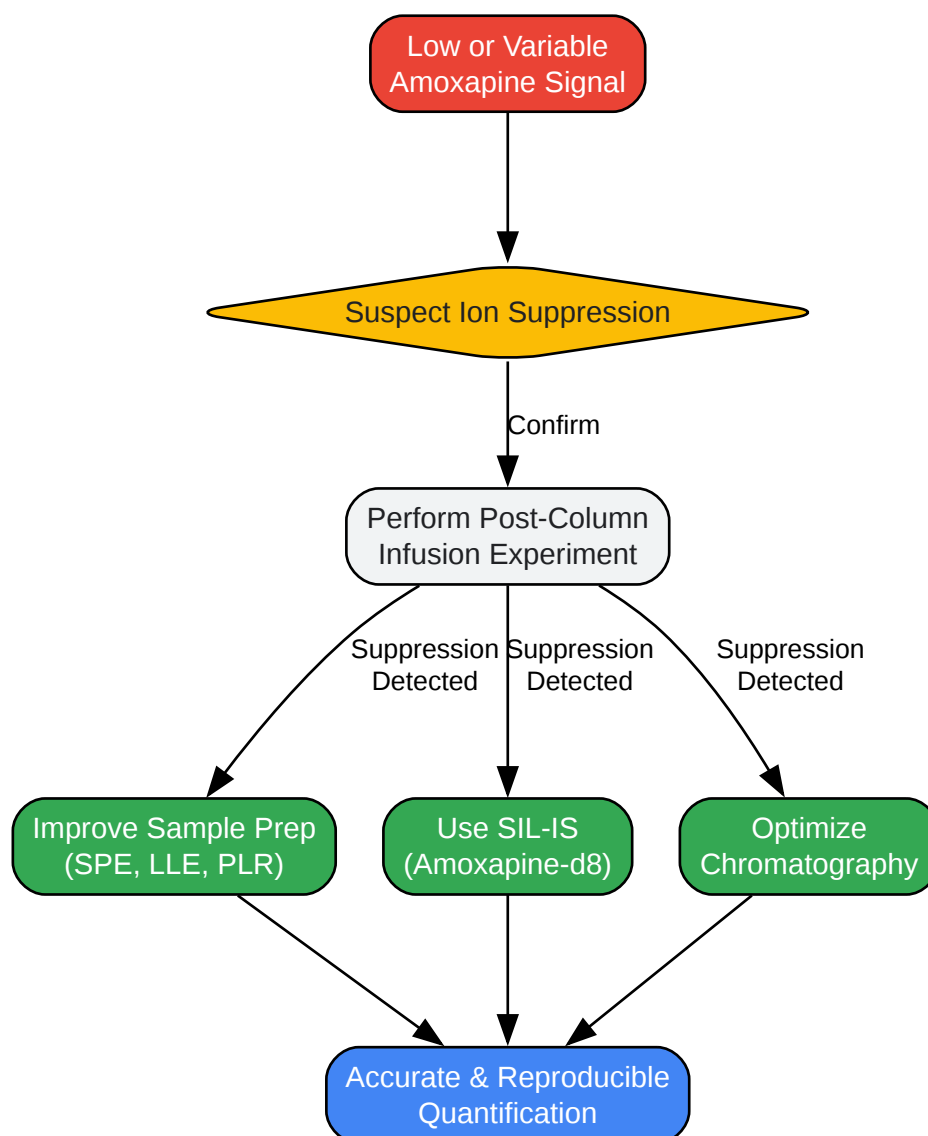 Low or Variable
Amoxapine Signal
Suspect Ion Suppression
Confirm
Perform Post-Column
Infusion Experiment
Suppression
Detected
Suppression
Detected
Suppression
Detected
Improve Sample Prep
(SPE, LLE, PLR)
Use SIL-IS
(Amoxapine-d8)
Optimize
Chromatography
Accurate & Reproducible
Quantification